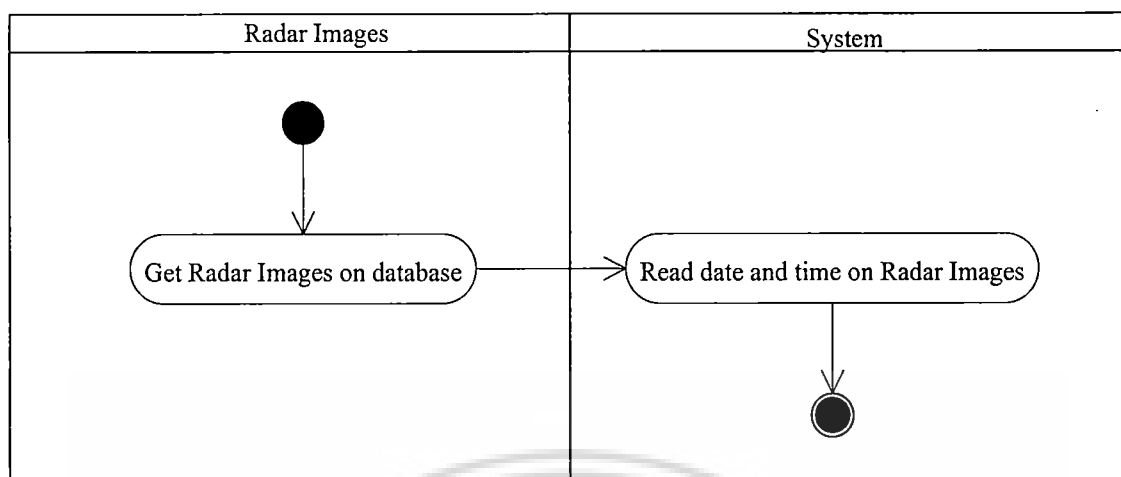 Radar Images
System
Get Radar Images on database
Read date and time on Radar Images